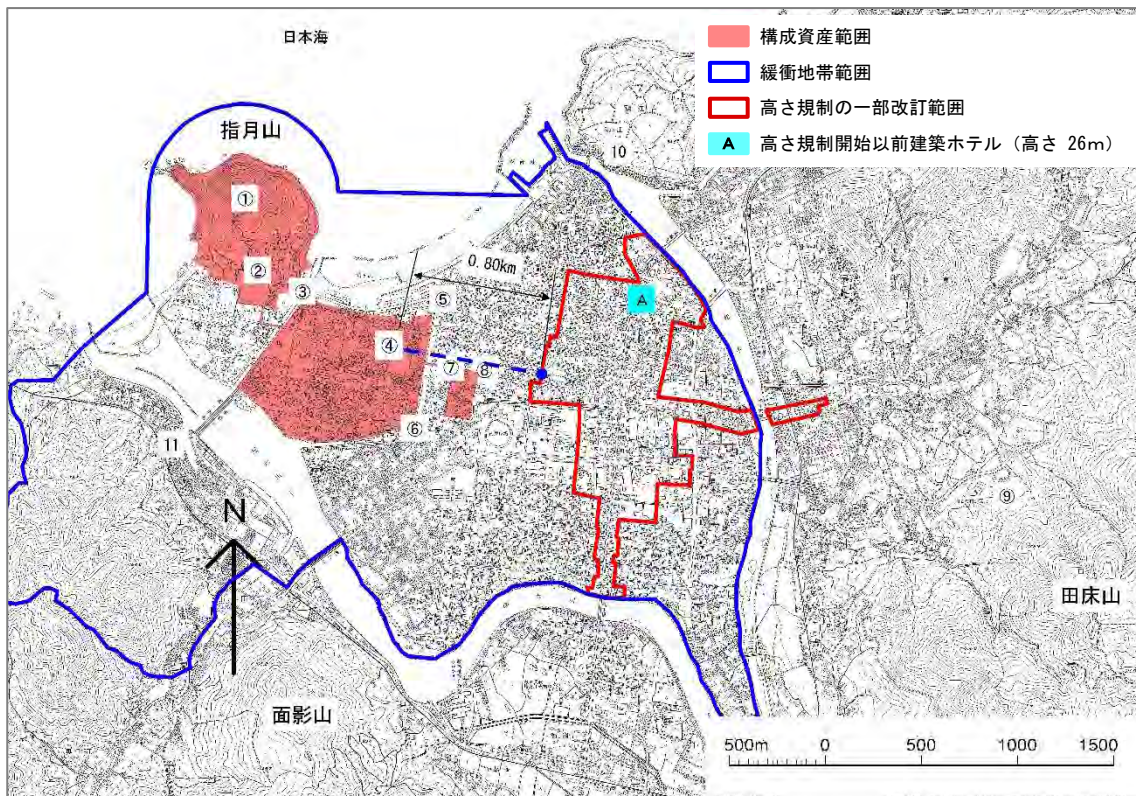 日本海
構成資産範囲
緩衝地帯範囲
高さ規制の一部改訂範囲
A 高さ規制開始以前建築ホテル（高さ 26m）
指月山
10
①
②
③
0.80km
⑤
A
④
⑦
⑧
⑥
11
N
⑨
田床山
面影山
500m 0 500 1000 1500